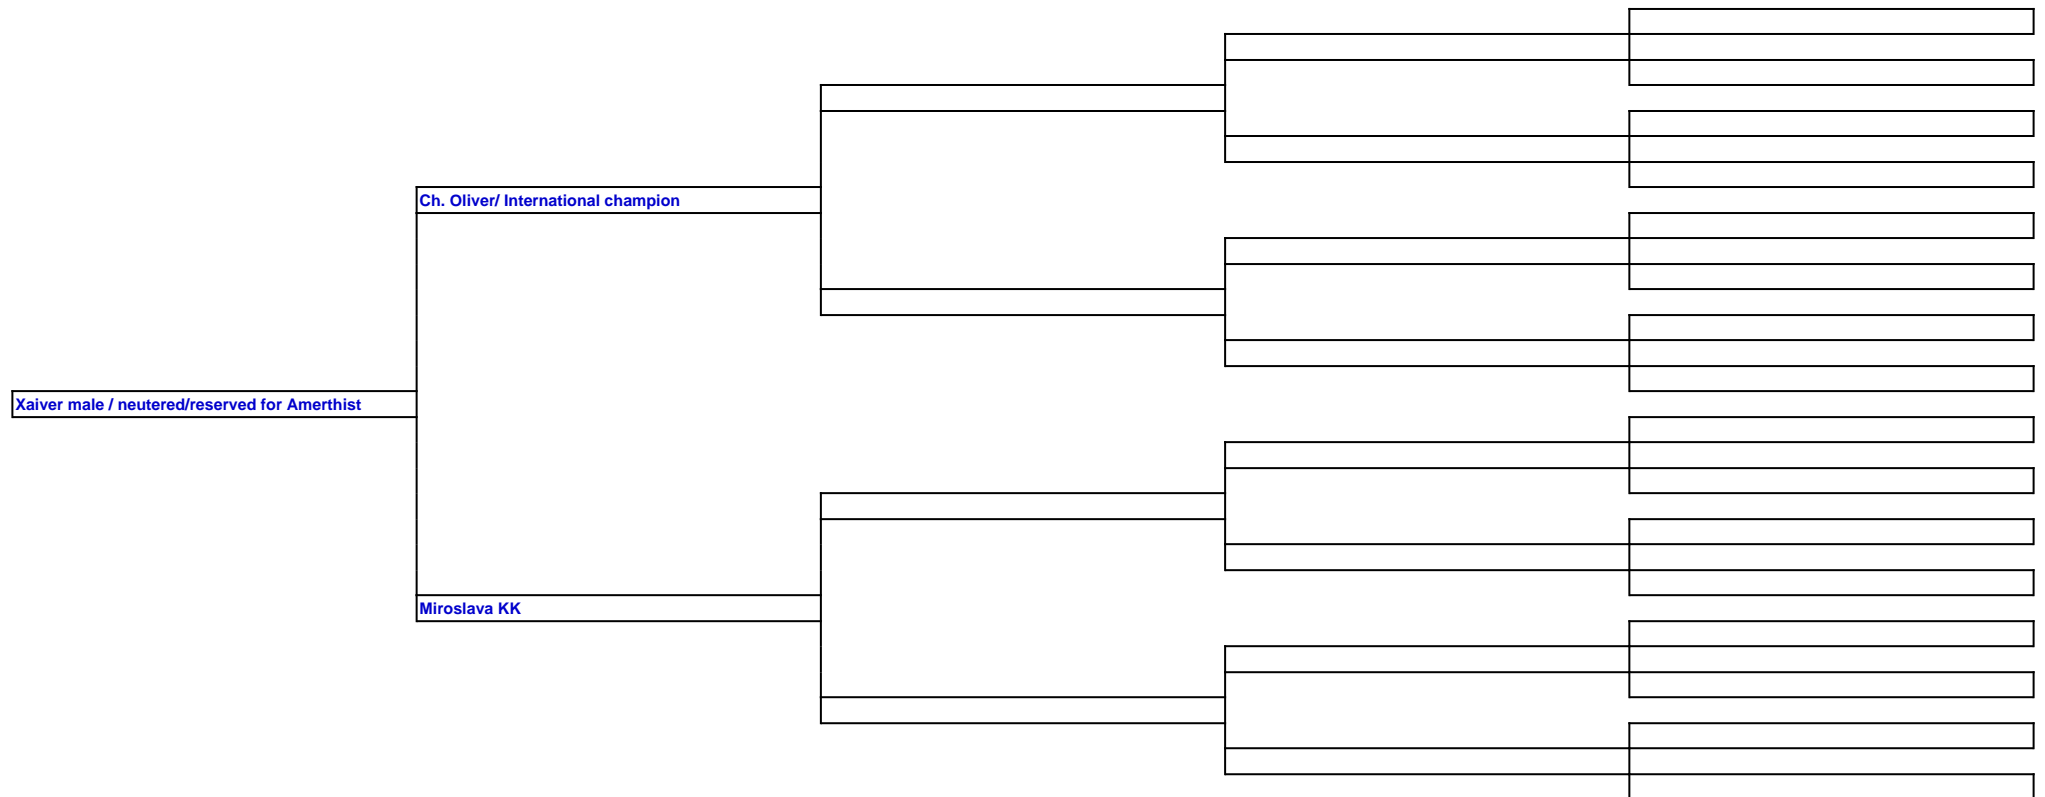 Ch. Oliver/ International champion
Xaiver male / neutered/reserved for Amerthist
Miroslava KK